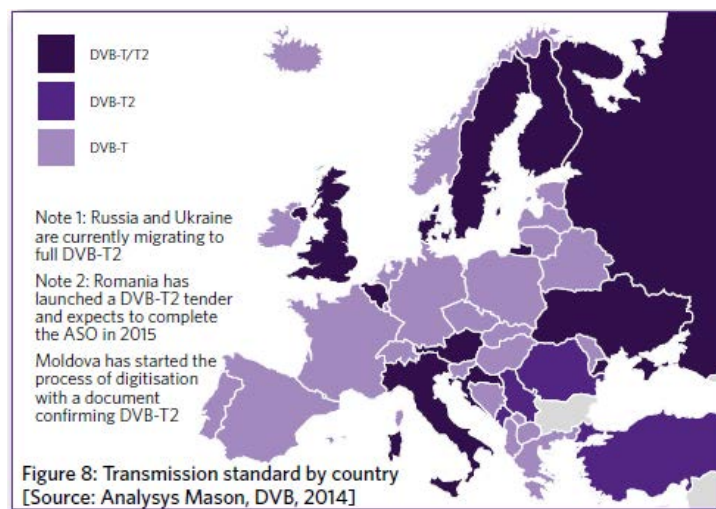 DVB-T/T2
DVB-T2
DVB-T
Note 1: Russia and Ukraine
are currently migrating to
full DVB-T2
Note 2: Romania has
launched a DVB-T2 tender
and expects to complete
the ASO in 2015
Moldova has started the
process of digitisation
with a document
confirming DVB-T2
Figure 8: Transmission standard by country
[Source: Analysys Mason, DVB, 2014]